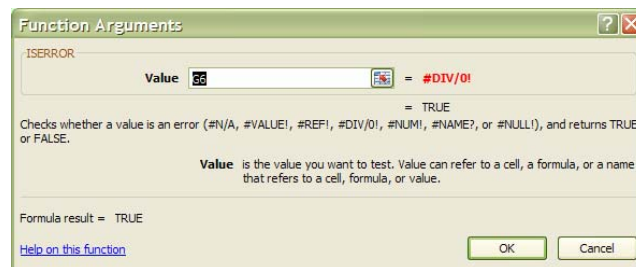 Function Arguments
ISERROR
Value G6 = #DIV/0!
= TRUE
Checks whether a value is an error (#N/A, #VALUE!, #REF!, #DIV/0!, #NUM!, #NAME?, or #NULL!), and returns TRUE
or FALSE.
Value is the value you want to test. Value can refer to a cell, a formula, or a name
that refers to a cell, formula, or value.
Formula result = TRUE
Help on this function
OK Cancel